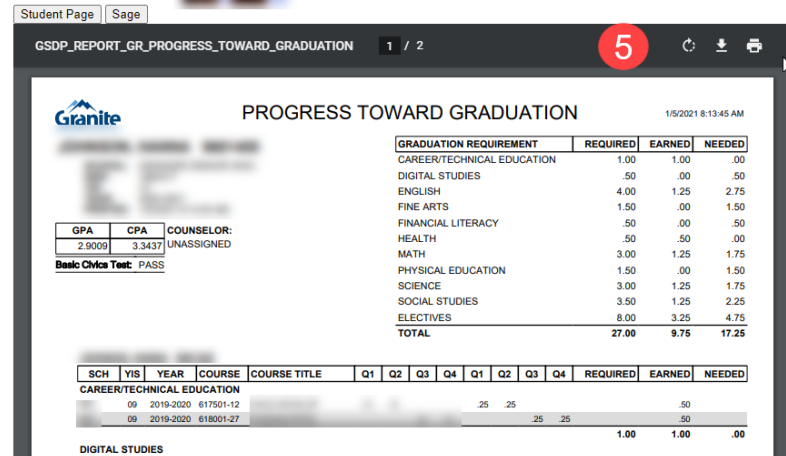 Student Page Sage
GSDP_REPORT_GR_PROGRESS_TOWARD_GRADUATION 1 / 2 5
Granite PROGRESS TOWARD GRADUATION 1/5/2021 8:13:45 AM
GRADUATION REQUIREMENT REQUIRED EARNED NEEDED
CAREER/TECHNICAL EDUCATION 1.00 1.00 .00
DIGITAL STUDIES .50 .00 .50
ENGLISH 4.00 1.25 2.75
FINE ARTS 1.50 .00 1.50
FINANCIAL LITERACY .50 .00 .50
HEALTH .50 .50 .00
MATH 3.00 1.25 1.75
PHYSICAL EDUCATION 1.50 .00 1.50
SCIENCE 3.00 1.25 1.75
SOCIAL STUDIES 3.50 1.25 2.25
ELECTIVES 8.00 3.25 4.75
TOTAL 27.00 9.75 17.25
GPA CPA COUNSELOR:
2.9009 3.3437 UNASSIGNED
Basic Civics Test: PASS
SCH YIS YEAR COURSE COURSE TITLE Q1 Q2 Q3 Q4 Q1 Q2 Q3 Q4 REQUIRED EARNED NEEDED
CAREER/TECHNICAL EDUCATION
09 2019-2020 617501-12 .25 .25 .50
09 2019-2020 618001-27 .25 .25 .50
1.00 1.00 .00
DIGITAL STUDIES